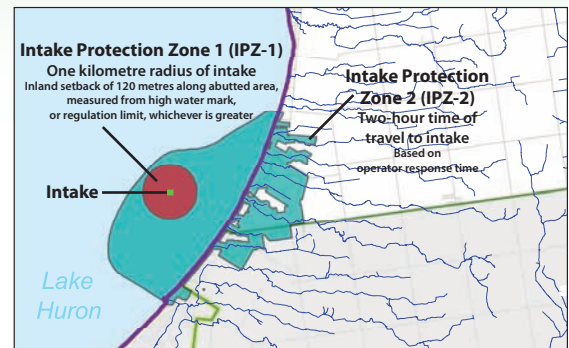 Intake Protection Zone 1 (IPZ-1)
One kilometre radius of intake
Inland setback of 120 metres along abutted area,
measured from high water mark,
or regulation limit, whichever is greater
Intake
Intake Protection
Zone 2 (IPZ-2)
Two-hour time of
travel to intake
Based on
operator response time
Lake
Huron